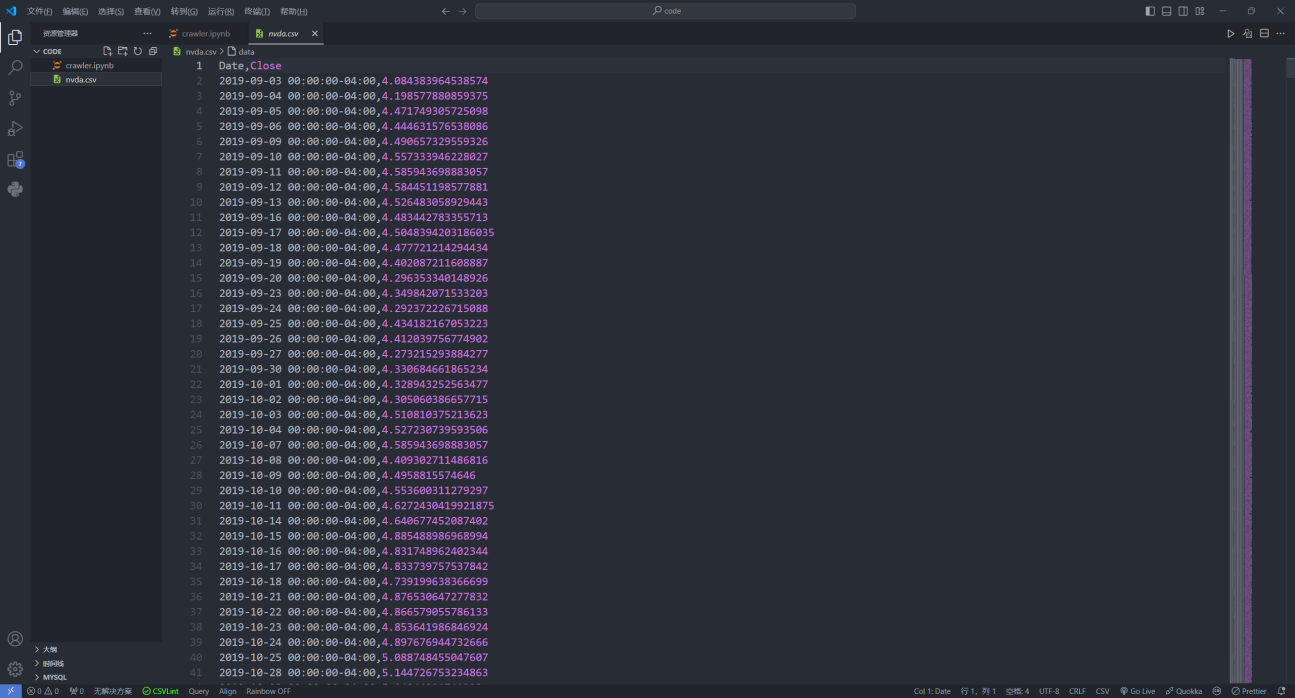 文件(F) 编辑(E) 选择(S) 查看(V) 转到(G) 运行(R) 终端(T) 帮助(H)
code
资源管理器
crawler.ipynb
nvda.csv
CODE
nvda.csv > data
crawler.ipynb
nvda.csv
1 Date,Close
2 2019-09-03 00:00:00-04:00,4.084383964538574
3 2019-09-04 00:00:00-04:00,4.198577880859375
4 2019-09-05 00:00:00-04:00,4.471749305725098
5 2019-09-06 00:00:00-04:00,4.444631576538086
6 2019-09-09 00:00:00-04:00,4.490657329559326
7 2019-09-10 00:00:00-04:00,4.557333946228027
8 2019-09-11 00:00:00-04:00,4.585943698883057
9 2019-09-12 00:00:00-04:00,4.584451198577881
10 2019-09-13 00:00:00-04:00,4.526483058929443
11 2019-09-16 00:00:00-04:00,4.483442783355713
12 2019-09-17 00:00:00-04:00,4.5048394203186035
13 2019-09-18 00:00:00-04:00,4.477721214294434
14 2019-09-19 00:00:00-04:00,4.402087211608887
15 2019-09-20 00:00:00-04:00,4.296353340148926
16 2019-09-23 00:00:00-04:00,4.349842071533203
17 2019-09-24 00:00:00-04:00,4.292372226715088
18 2019-09-25 00:00:00-04:00,4.434182167053223
19 2019-09-26 00:00:00-04:00,4.412039756774902
20 2019-09-27 00:00:00-04:00,4.273215293884277
21 2019-09-30 00:00:00-04:00,4.330684661865234
22 2019-10-01 00:00:00-04:00,4.328943252563477
23 2019-10-02 00:00:00-04:00,4.305060386657715
24 2019-10-03 00:00:00-04:00,4.510810375213623
25 2019-10-04 00:00:00-04:00,4.527230739593506
26 2019-10-07 00:00:00-04:00,4.585943698883057
27 2019-10-08 00:00:00-04:00,4.409302711486816
28 2019-10-09 00:00:00-04:00,4.4958815574646
29 2019-10-10 00:00:00-04:00,4.553600311279297
30 2019-10-11 00:00:00-04:00,4.6272430419921875
31 2019-10-14 00:00:00-04:00,4.640677452087402
32 2019-10-15 00:00:00-04:00,4.885488986968994
33 2019-10-16 00:00:00-04:00,4.831748962402344
34 2019-10-17 00:00:00-04:00,4.833739757537842
35 2019-10-18 00:00:00-04:00,4.739199638366699
36 2019-10-21 00:00:00-04:00,4.876530647277832
37 2019-10-22 00:00:00-04:00,4.866579055786133
38 2019-10-23 00:00:00-04:00,4.853641986846924
39 2019-10-24 00:00:00-04:00,4.897676944732666
40 2019-10-25 00:00:00-04:00,5.088748455047607
41 2019-10-28 00:00:00-04:00,5.144726753234863
7
大纲
时间线
MYSQL
0 0 0 无解决方案 CSVLint Query Align Rainbow OFF
Col 1: Date 行 1，列 1 空格: 4 UTF-8 CRLF CSV Go Live Quokka Prettier